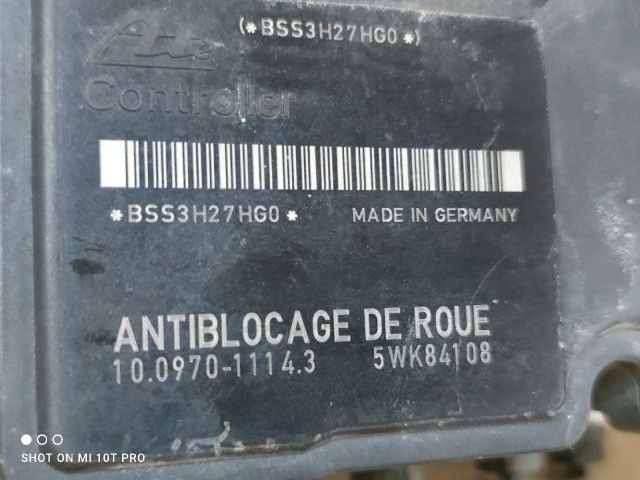 (*BSS3H27HG0*)
Ate
Controller
*BSS3H27HG0*
MADE IN GERMANY
ANTIBLOCAGE DE ROUE
10.0970-1114.3 5WK84108
SHOT ON MI 10T PRO